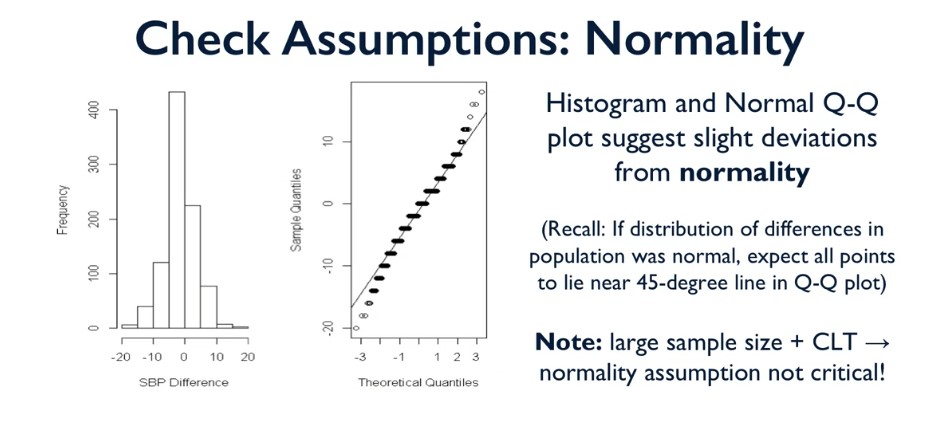 Check Assumptions: Normality
Frequency
0
100
200
300
400
-20
-10
0
10
20
SBP Difference
Sample Quantiles
-20
-10
0
10
-3
-1
1
2
3
Theoretical Quantiles
Histogram and Normal Q-Q
plot suggest slight deviations
from normality
(Recall: If distribution of differences in
population was normal, expect all points
to lie near 45-degree line in Q-Q plot)
Note: large sample size + CLT →
normality assumption not critical!